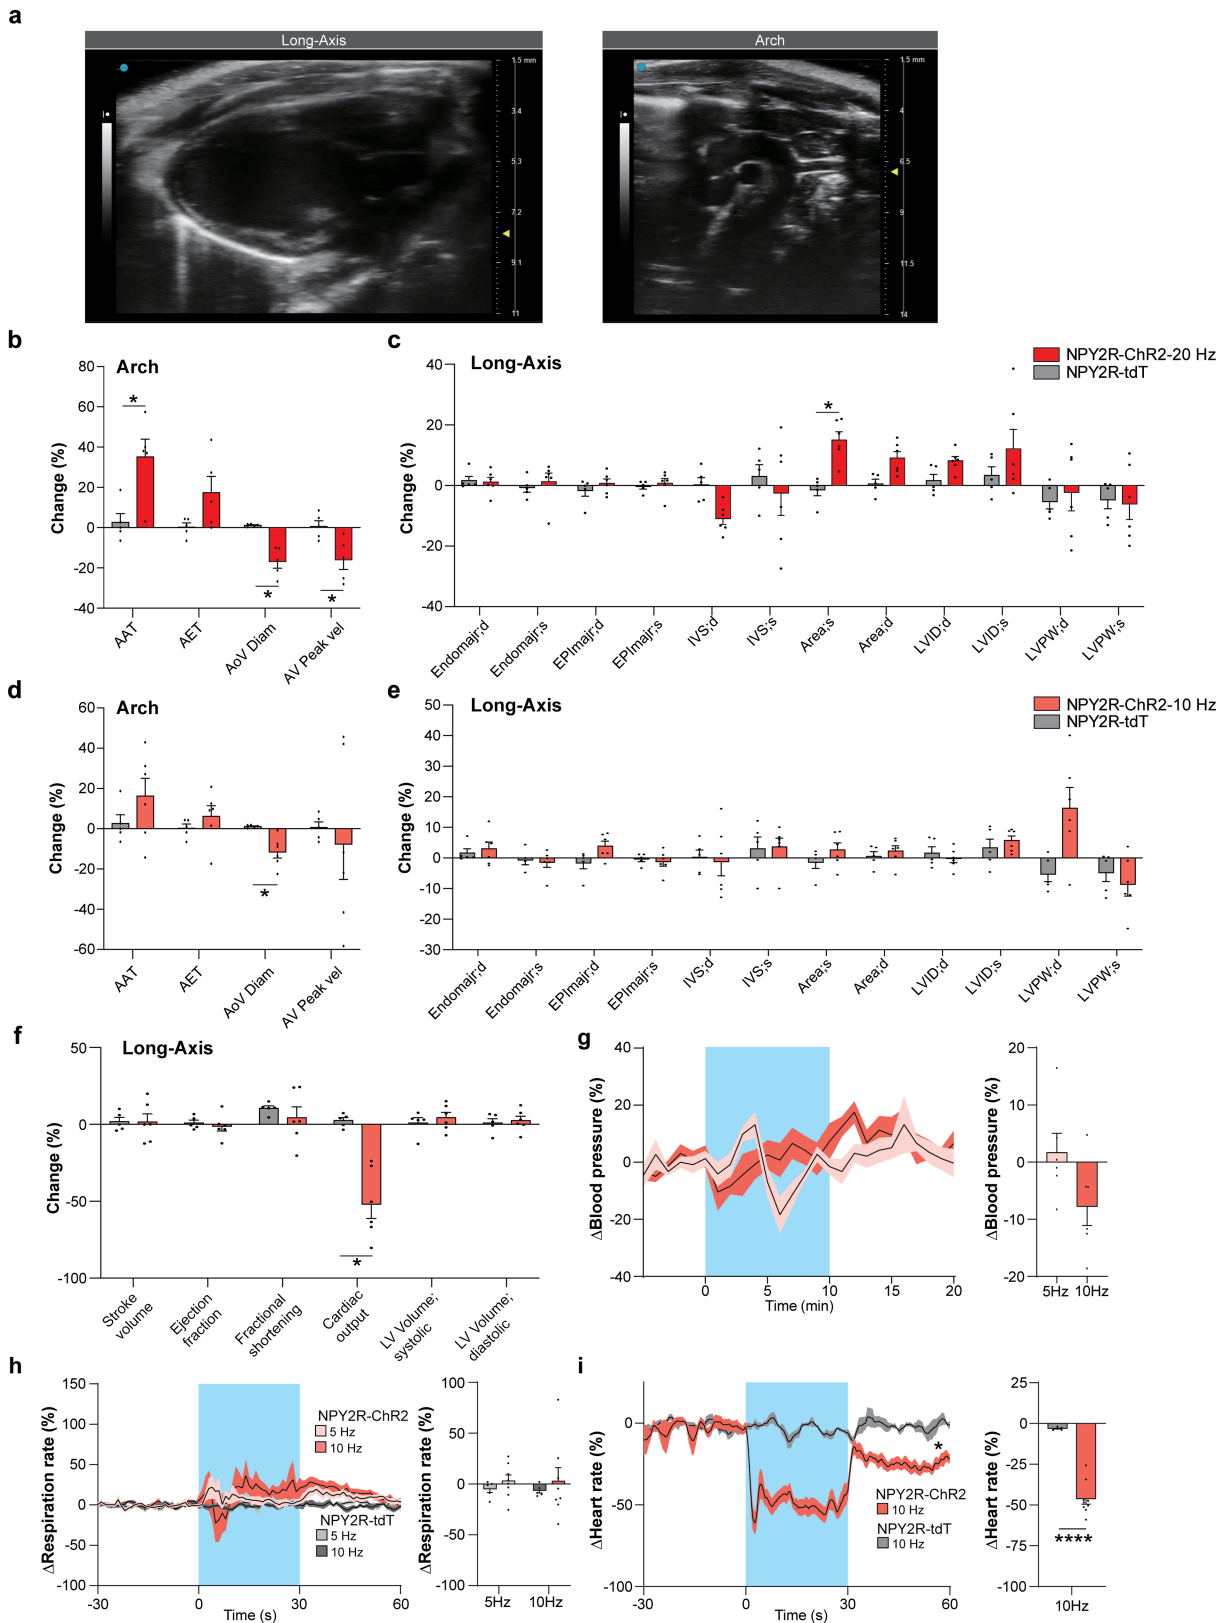 a
Long-Axis
1.5 mm
3.4
5.3
7.2
9.1
11
Arch
1.5 mm
4
6.5
9
11.5
14
b
Arch
Change (%)
80
60
40
20
0
-20
-40
*
*
*
AAT
AET
AoV Diam
AV Peak vel
c
Long-Axis
NPY2R-ChR2-20 Hz
NPY2R-tdT
Change (%)
40
20
0
-20
-40
*
Endomajr;d
Endomajr;s
EPImajr;d
EPImajr;s
IVS;d
IVS;s
Area;s
Area;d
LVID;d
LVID;s
LVPW;d
LVPW;s
d
Arch
Change (%)
60
40
20
0
-20
-40
-60
*
AAT
AET
AoV Diam
AV Peak vel
e
Long-Axis
NPY2R-ChR2-10 Hz
NPY2R-tdT
Change (%)
50
40
30
20
10
0
-10
-20
-30
Endomajr;d
Endomajr;s
EPImajr;d
EPImajr;s
IVS;d
IVS;s
Area;s
Area;d
LVID;d
LVID;s
LVPW;d
LVPW;s
f
Long-Axis
Change (%)
50
0
-50
-100
*
Stroke
volume
Ejection
fraction
Fractional
shortening
Cardiac
output
LV Volume;
systolic
LV Volume;
diastolic
g
ΔBlood pressure (%)
40
20
0
-20
-40
0
5
10
15
20
Time (min)
ΔBlood pressure (%)
20
10
0
-10
-20
5Hz
10Hz
h
ΔRespiration rate (%)
150
100
50
0
-50
-100
NPY2R-ChR2
5 Hz
10 Hz
NPY2R-tdT
5 Hz
10 Hz
-30
0
30
60
Time (s)
ΔRespiration rate (%)
100
50
0
-50
-100
5Hz
10Hz
i
ΔHeart rate (%)
0
-50
-100
*
NPY2R-ChR2
10 Hz
NPY2R-tdT
10 Hz
-30
0
30
60
Time (s)
ΔHeart rate (%)
25
0
-25
-50
-75
-100
****
10Hz